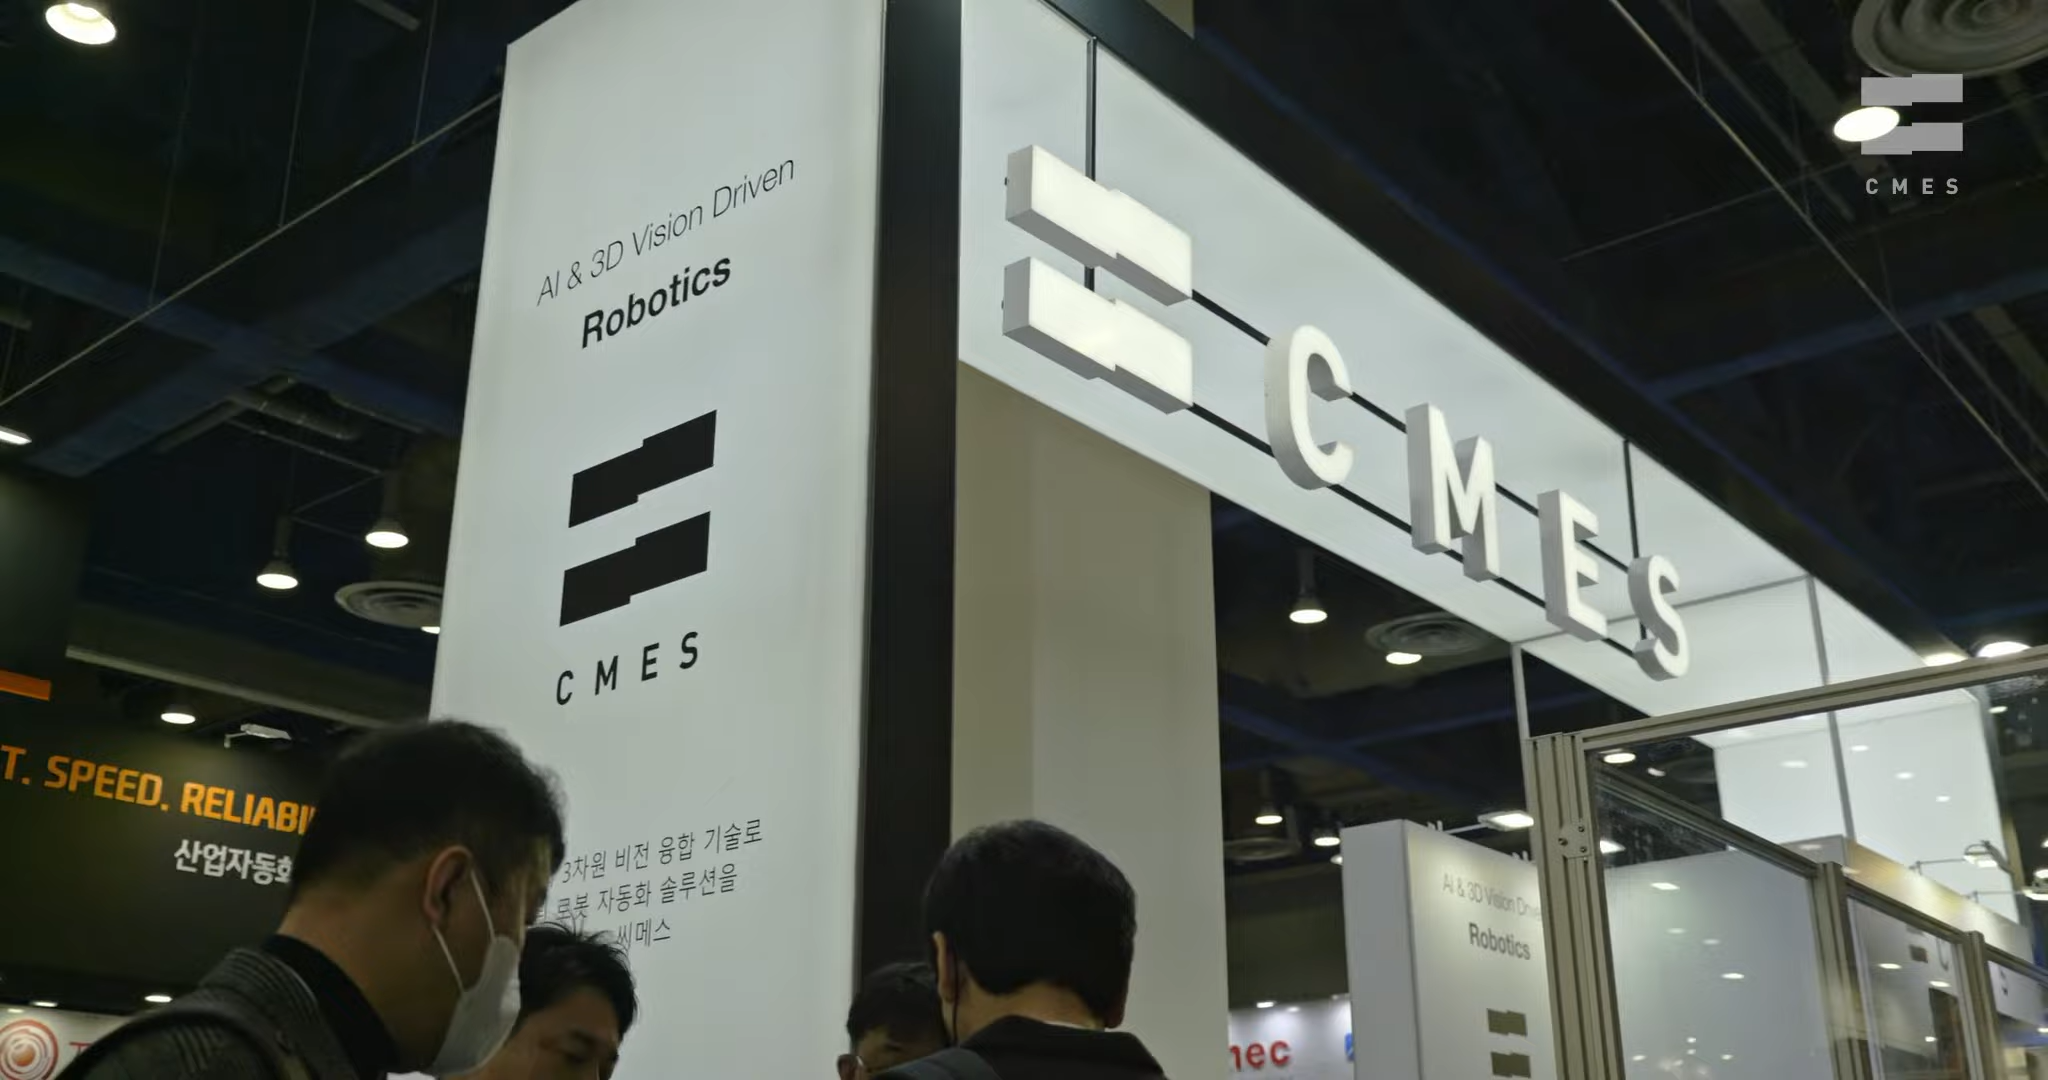 AI & 3D Vision Driven
Robotics
CMES
3차원 비전 융합 기술로
로봇 자동화 솔루션을
씨메스
CMES
CMES
T. SPEED. RELIABI
산업자동화
AI & 3D Vision Drive
Robotics
nec